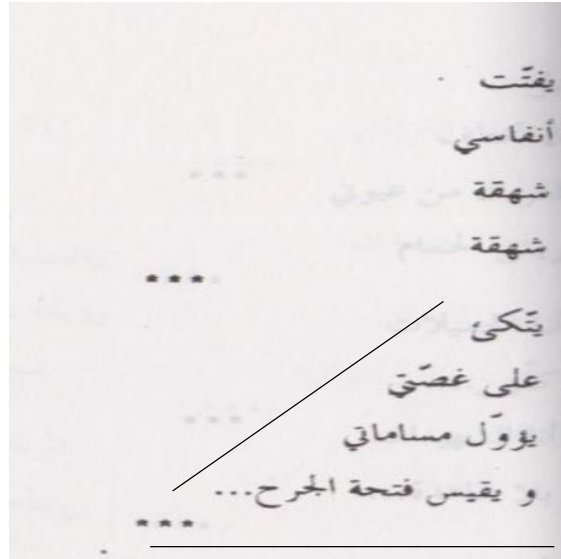 يفتّت
أنفاسي
شهقة
شهقة
***
يتّكئ
على غصّتي
يؤوّل مساماتي
و يقيس فتحة الجرح...
***